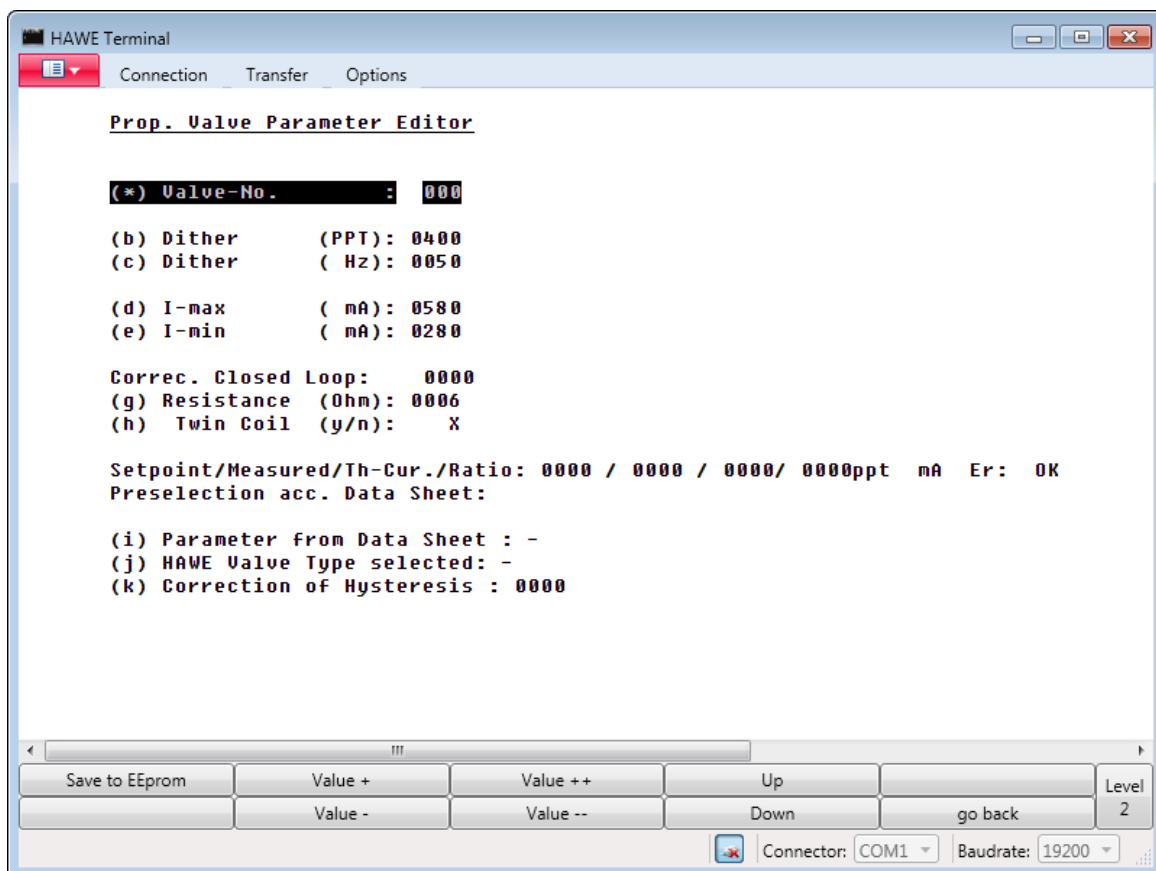 HAWE Terminal
Connection Transfer Options
Prop. Valve Parameter Editor
(*) Valve-No. : 000
(b) Dither (PPT): 0400
(c) Dither ( Hz): 0050
(d) I-max ( mA): 0580
(e) I-min ( mA): 0280
Correc. Closed Loop: 0000
(g) Resistance (Ohm): 0006
(h) Twin Coil (y/n): X
Setpoint/Measured/Th-Cur./Ratio: 0000 / 0000 / 0000/ 0000ppt mA Er: OK
Preselection acc. Data Sheet:
(i) Parameter from Data Sheet : -
(j) HAWE Valve Type selected: -
(k) Correction of Hysteresis : 0000
Save to EEprom Value + Value ++ Up Level
Value - Value -- Down go back 2
Connector: COM1 Baudrate: 19200